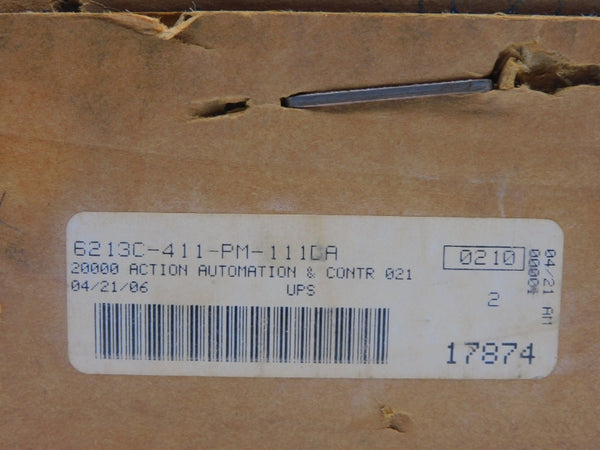 6213C-411-PM-111DA
20000 ACTION AUTOMATION & CONTR 021
04/21/06 UPS
0210
2
17874
04/21 AM